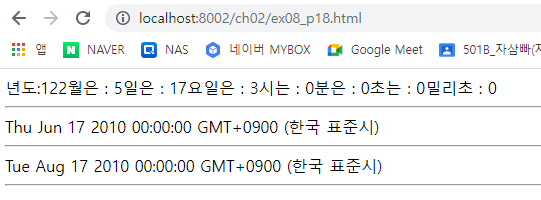 localhost:8002/ch02/ex08_p18.html
앱 NAVER NAS 네이버 MYBOX Google Meet 501B_자삼빠(자
년도:122월은 : 5일은 : 17요일은 : 3시는 : 0분은 : 0초는 : 0밀리초 : 0
Thu Jun 17 2010 00:00:00 GMT+0900 (한국 표준시)
Tue Aug 17 2010 00:00:00 GMT+0900 (한국 표준시)